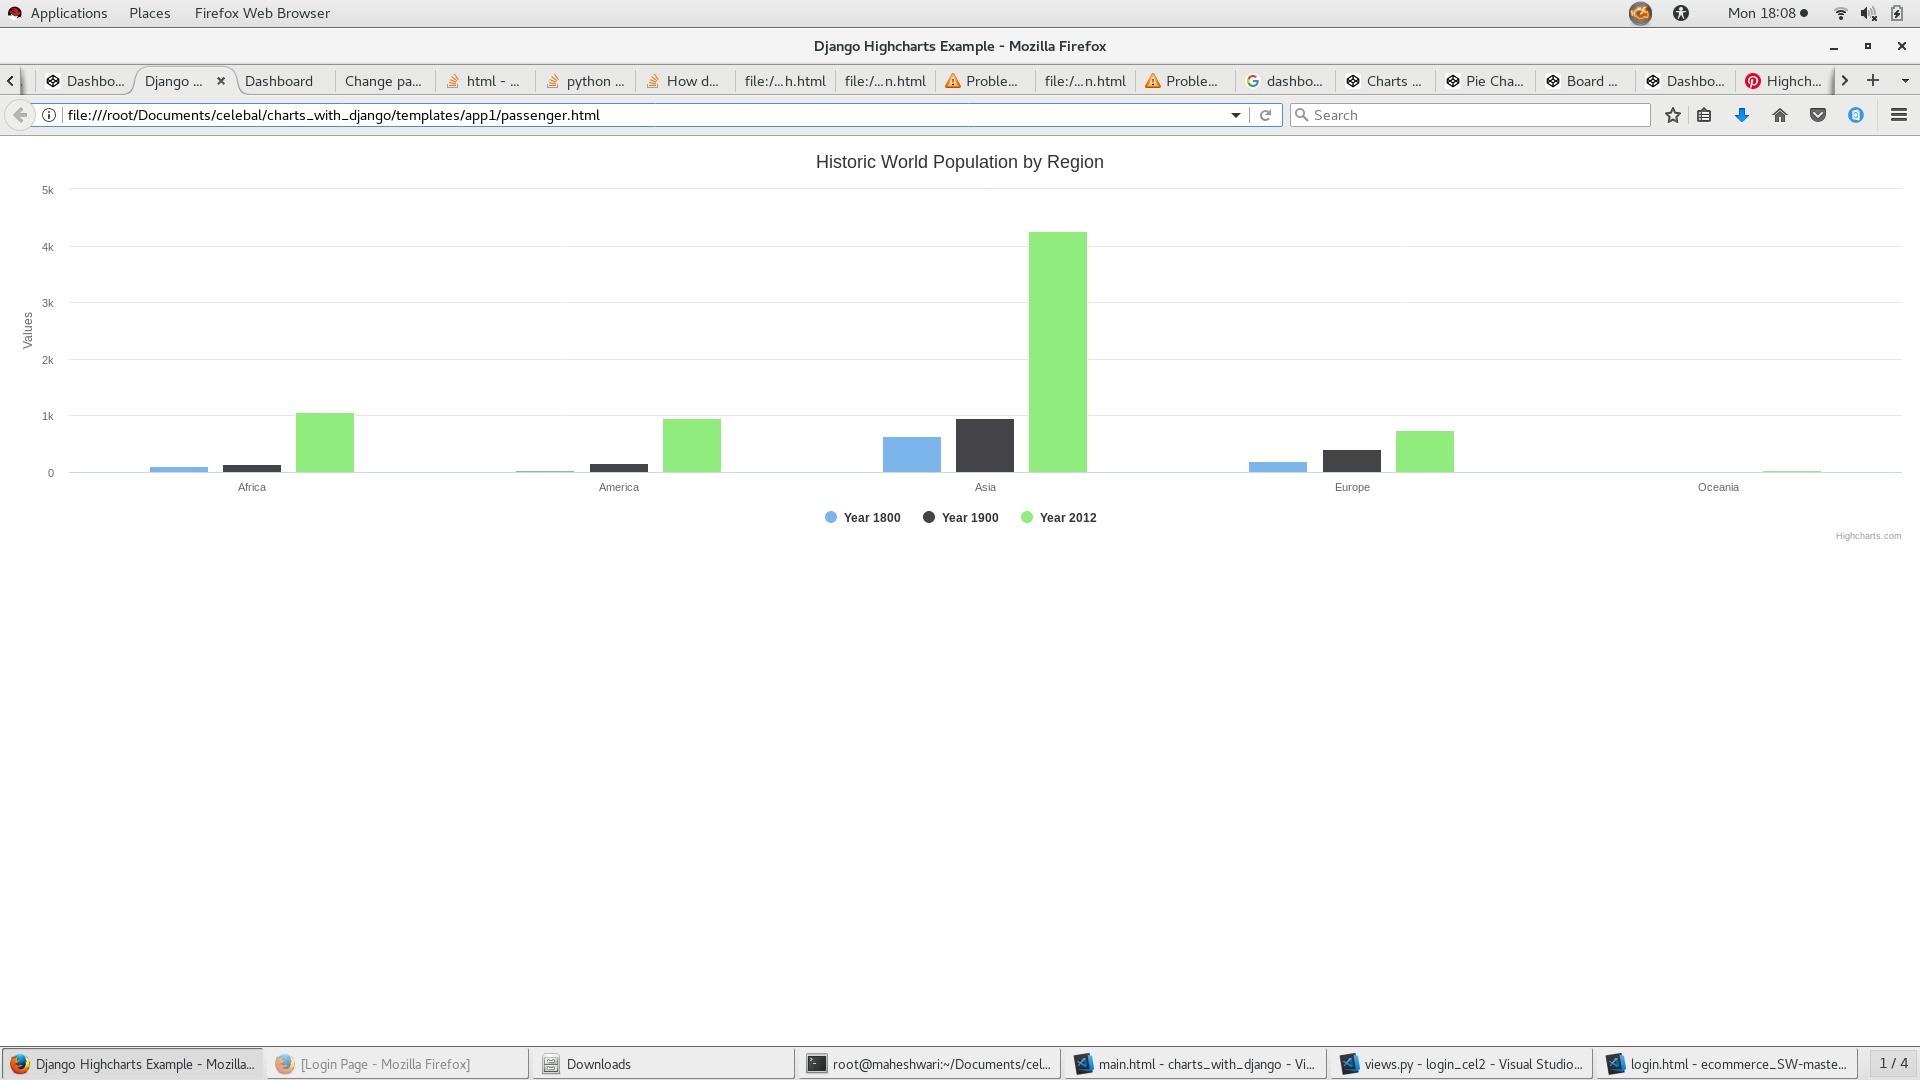 Applications Places Firefox Web Browser Mon 18:08
Django Highcharts Example - Mozilla Firefox
Dashbo... Django ... Dashboard Change pa... html - ... python ... How d... file:/...h.html file:/...n.html Proble... file:/...n.html Proble... dashbo... Charts ... Pie Cha... Board ... Dashbo... Highch...
file:///root/Documents/celebal/charts_with_django/templates/app1/passenger.html Search
Historic World Population by Region
5k
4k
3k
Values
2k
1k
0
Africa America Asia Europe Oceania
Year 1800 Year 1900 Year 2012
Highcharts.com
Django Highcharts Example - Mozilla... [Login Page - Mozilla Firefox] Downloads root@maheshwari:~/Documents/cel... main.html - charts_with_django - Vi... views.py - login_cel2 - Visual Studio... login.html - ecommerce_SW-maste... 1 / 4